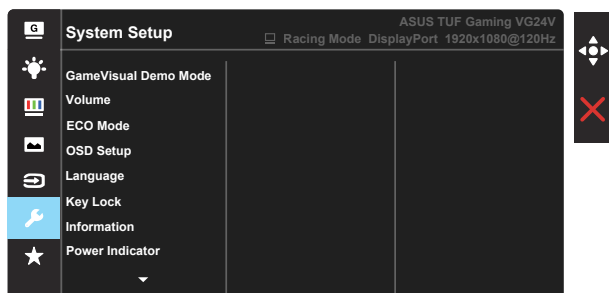 G
System Setup
ASUS TUF Gaming VG24V
Racing Mode DisplayPort 1920x1080@120Hz
GameVisual Demo Mode
Volume
ECO Mode
OSD Setup
Language
Key Lock
Information
Power Indicator